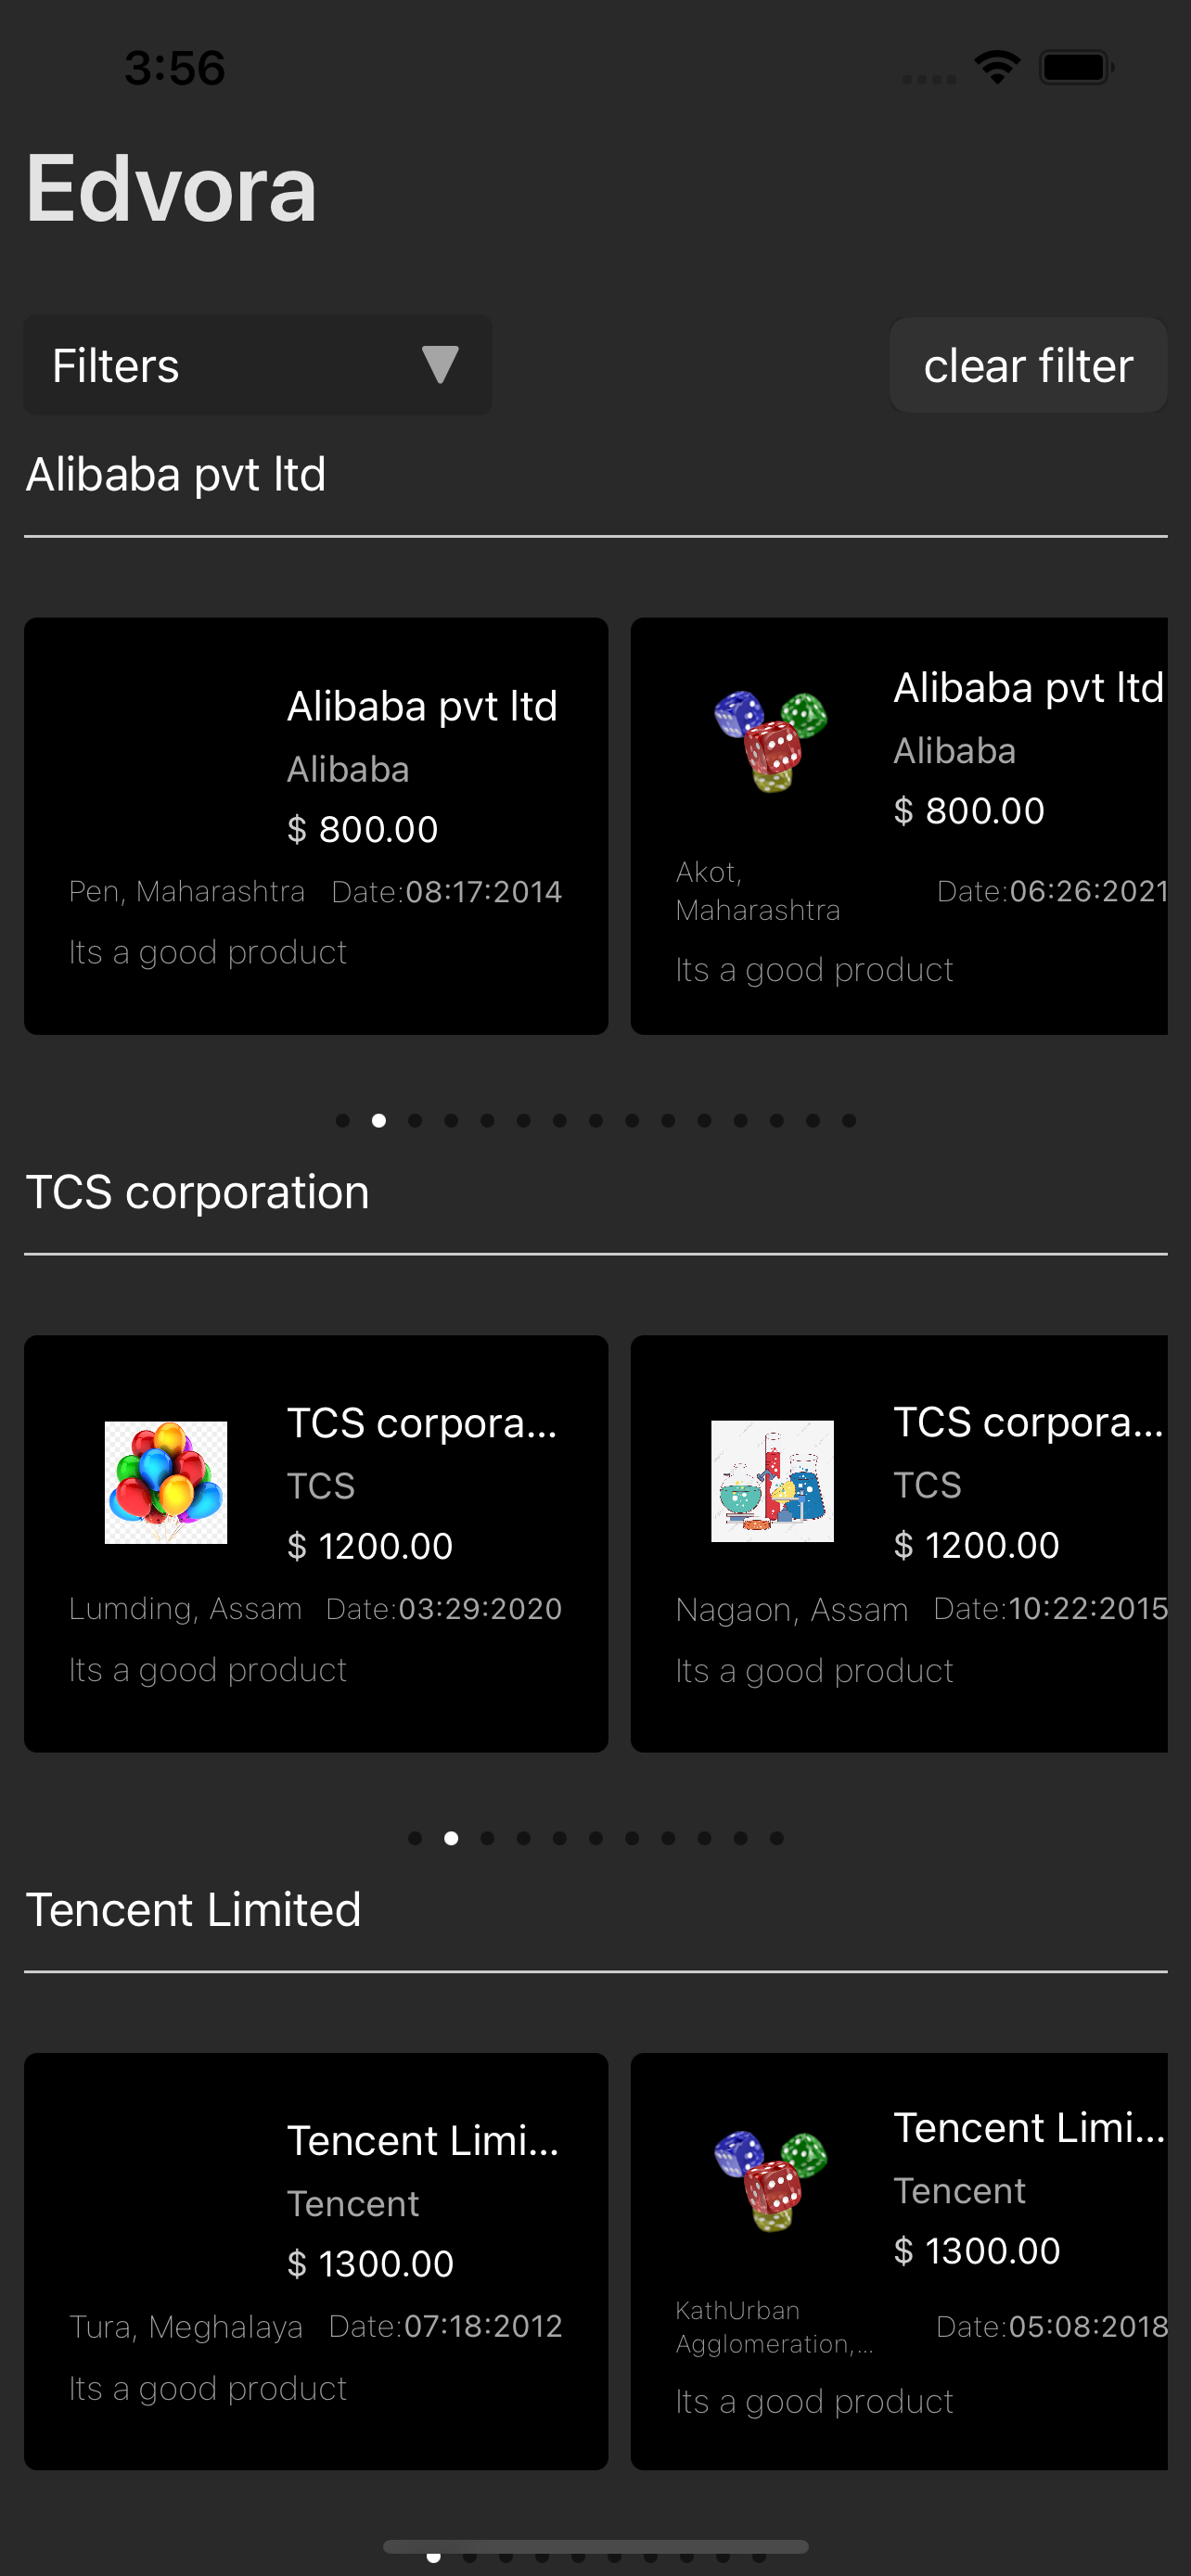 3:56
Edvora
Filters
clear filter
Alibaba pvt ltd
Alibaba pvt ltd
Alibaba
$ 800.00
Pen, Maharashtra Date:08:17:2014
Its a good product
Alibaba pvt ltd
Alibaba
$ 800.00
Akot,
Maharashtra
Date:06:26:2021
Its a good product
TCS corporation
TCS corpora...
TCS
$ 1200.00
Lumding, Assam Date:03:29:2020
Its a good product
TCS corpora...
TCS
$ 1200.00
Nagaon, Assam Date:10:22:2015
Its a good product
Tencent Limited
Tencent Limi...
Tencent
$ 1300.00
Tura, Meghalaya Date:07:18:2012
Its a good product
Tencent Limi...
Tencent
$ 1300.00
KathUrban
Agglomeration,...
Date:05:08:2018
Its a good product